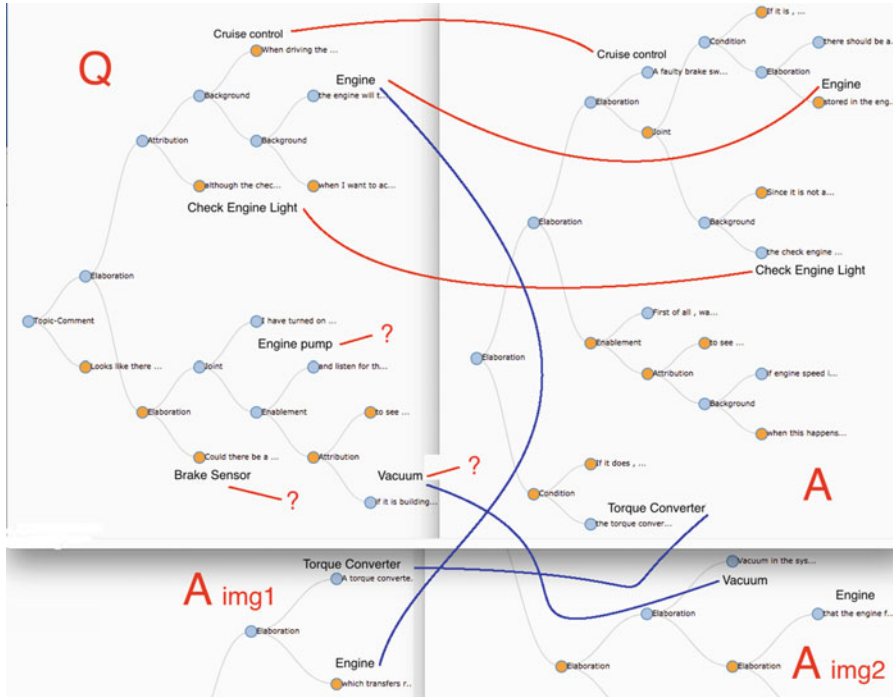 Q
Cruise control
When driving the ...
Engine
Background
the engine will t...
Attribution
Background
although the chec...
when I want to ac...
Check Engine Light
Elaboration
Topic-Comment
I have turned on ...
Engine pump
?
Looks like there ...
Joint
and listen for th...
Elaboration
Enablement
to see ...
Could there be a ...
Attribution
Brake Sensor
?
Vacuum
?
if it is building...
If it is , ...
Condition
there should be a...
Cruise control
A faulty brake sw...
Elaboration
Engine
Elaboration
stored in the eng...
Joint
Since it is not a...
Elaboration
Background
the check engine ...
Check Engine Light
First of all , wa...
Enablement
to see ...
Elaboration
Attribution
if engine speed i...
Background
when this happens...
If it does , ...
A
Condition
Torque Converter
the torque conver...
A img1
Torque Converter
A torque converte..
Elaboration
Engine
which transfers r..
Vacuum in the sys...
Vacuum
Engine
Elaboration
that the engine f...
Elaboration
Elaboration
A img2